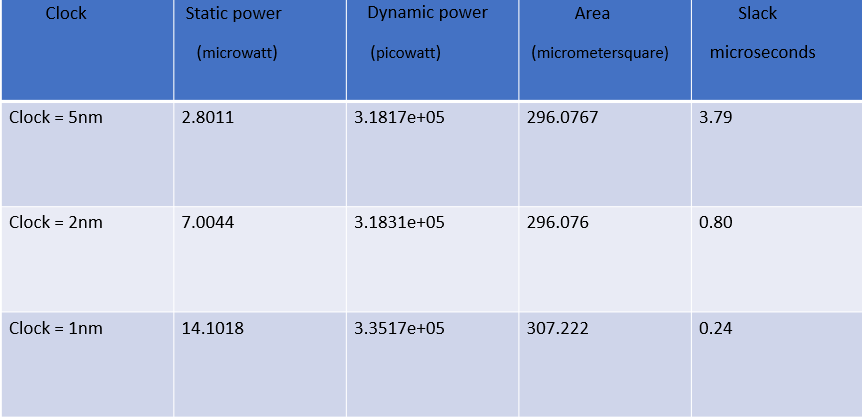 Clock Static power Dynamic power Area Slack
(microwatt) (picowatt) (micrometersquare) microseconds
Clock = 5nm 2.8011 3.1817e+05 296.0767 3.79
Clock = 2nm 7.0044 3.1831e+05 296.076 0.80
Clock = 1nm 14.1018 3.3517e+05 307.222 0.24